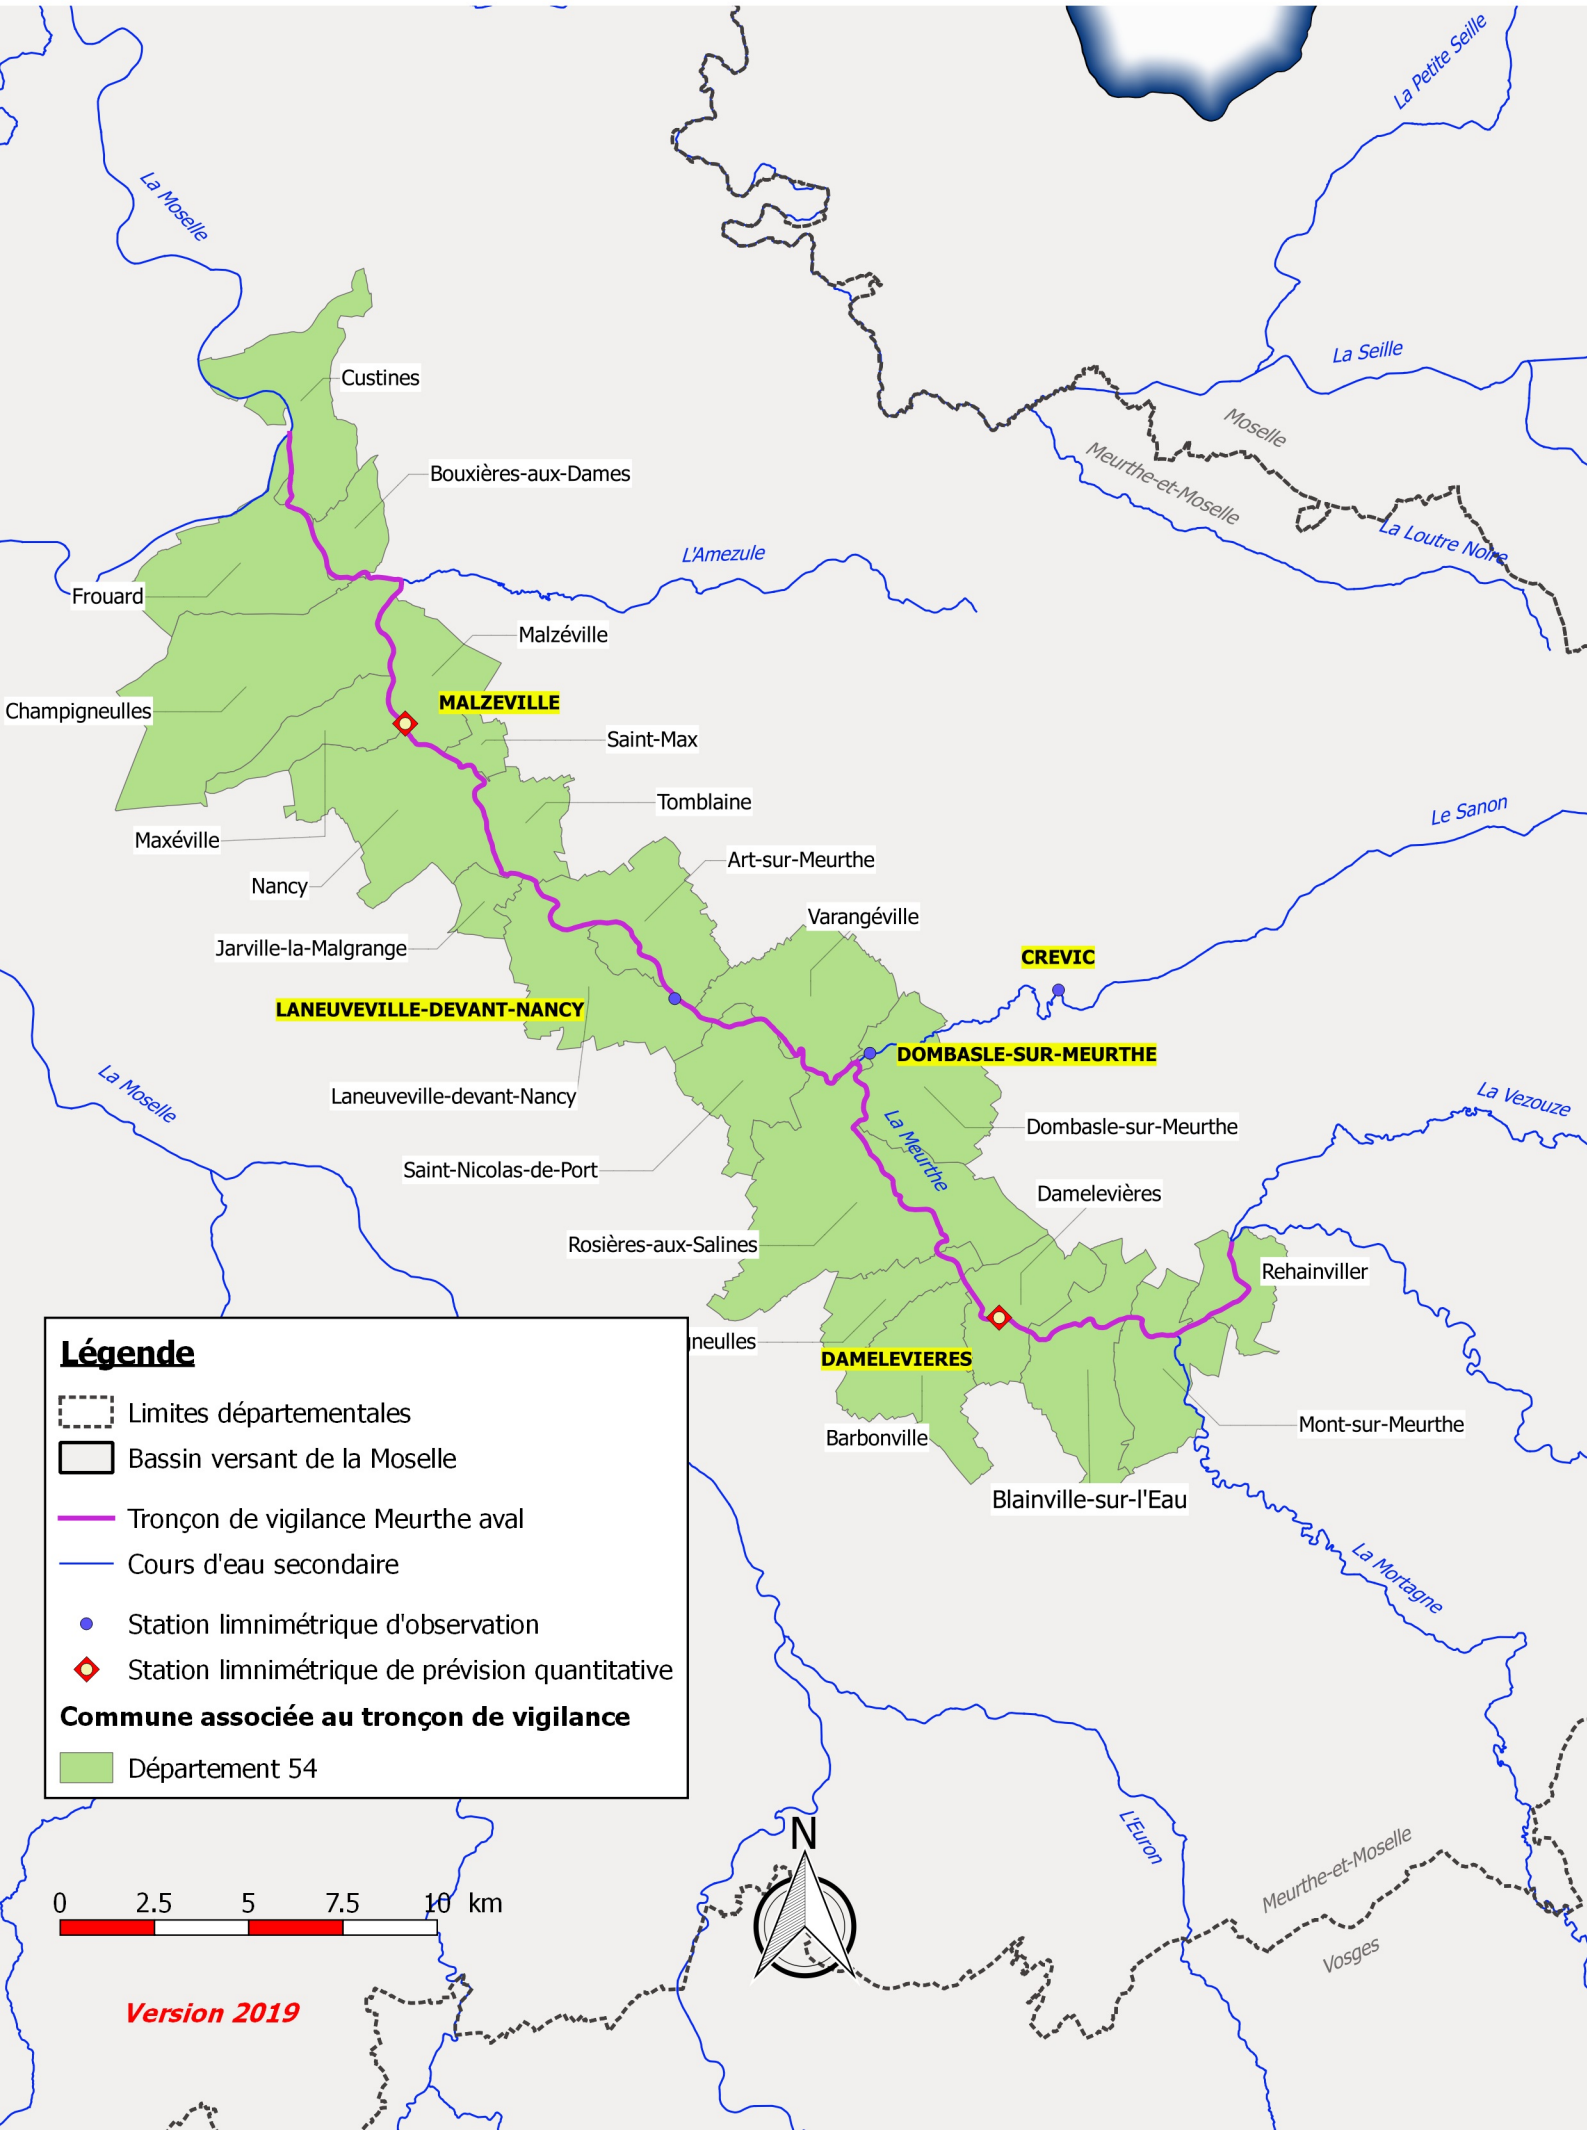 La Petite Seille
La Moselle
La Seille
Custines
Moselle
Meurthe-et-Moselle
Bouxières-aux-Dames
La Loutre Noire
L'Amezule
Frouard
Malzéville
MALZEVILLE
Champigneulles
Saint-Max
Tomblaine
Le Sanon
Maxéville
Art-sur-Meurthe
Nancy
Varangéville
Jarville-la-Malgrange
CREVIC
LANEUVEVILLE-DEVANT-NANCY
DOMBASLE-SUR-MEURTHE
La Moselle
Laneuveville-devant-Nancy
La Vezouze
La Meurthe
Dombasle-sur-Meurthe
Saint-Nicolas-de-Port
Damelevières
Rosières-aux-Salines
Rehainviller
gneulles
DAMELEVIERES
Mont-sur-Meurthe
Barbonville
Blainville-sur-l'Eau
La Mortagne
Légende
Limites départementales
Bassin versant de la Moselle
Tronçon de vigilance Meurthe aval
Cours d'eau secondaire
Station limnimétrique d'observation
Station limnimétrique de prévision quantitative
Commune associée au tronçon de vigilance
Département 54
L'Euron
N
Meurthe-et-Moselle
Vosges
0 2.5 5 7.5 10 km
Version 2019